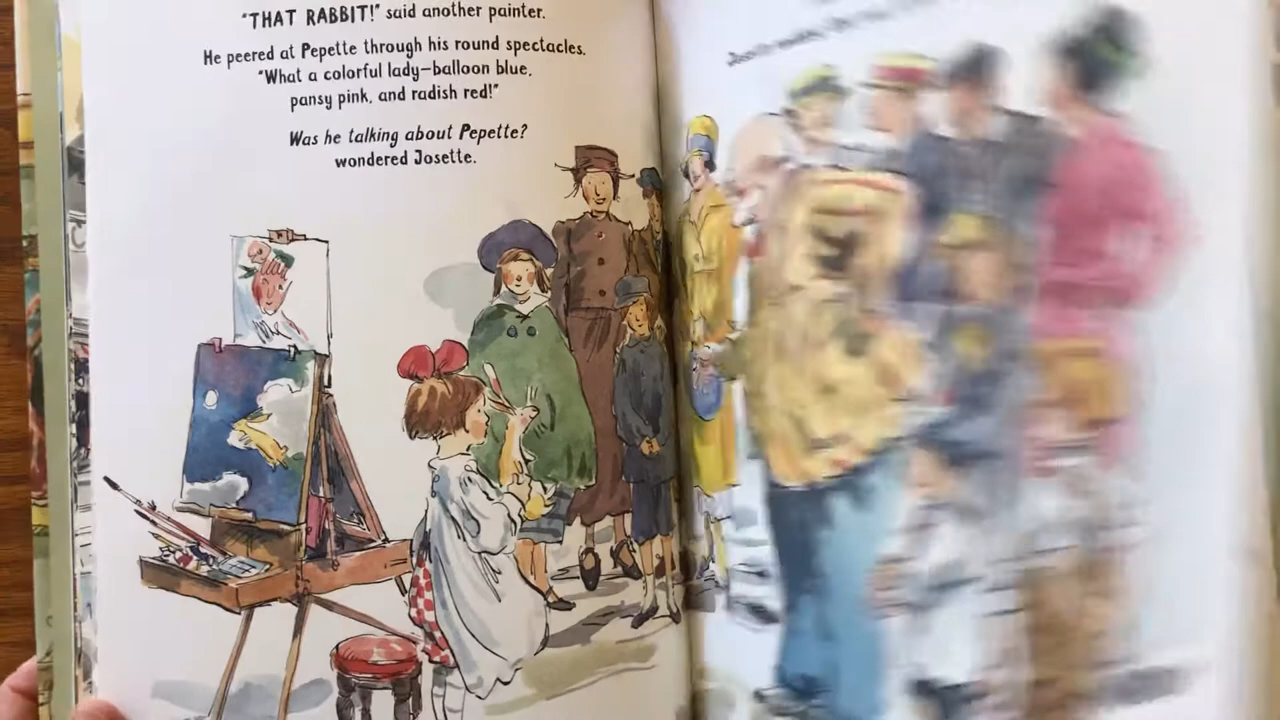 "THAT RABBIT!" said another painter.
He peered at Pepette through his round spectacles.
"What a colorful lady—balloon blue,
pansy pink, and radish red!"
Was he talking about Pepette?
wondered Josette.